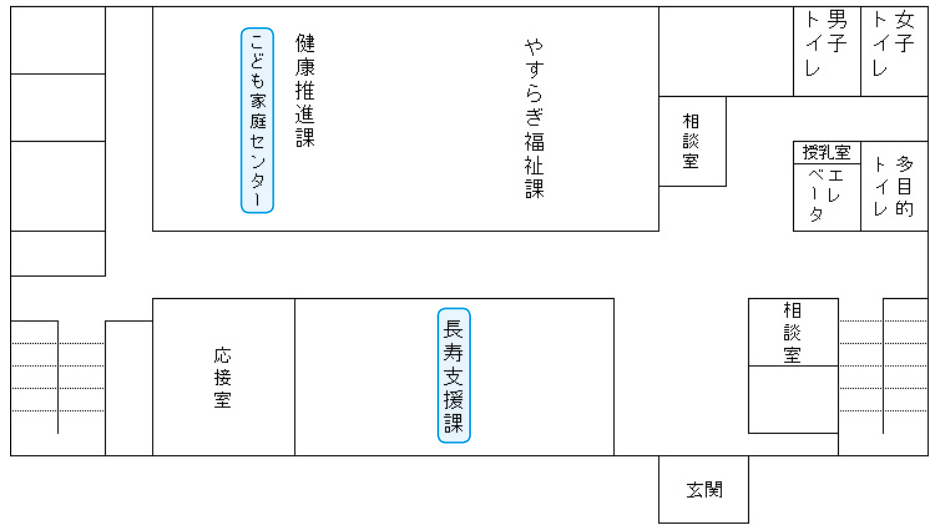 こども家庭センター
健康推進課
やすらぎ福祉課
相談室
男子
トイレ
女子
トイレ
授乳室
エレ
ベータ
多目的
トイレ
応接室
長寿支援課
相談室
玄関